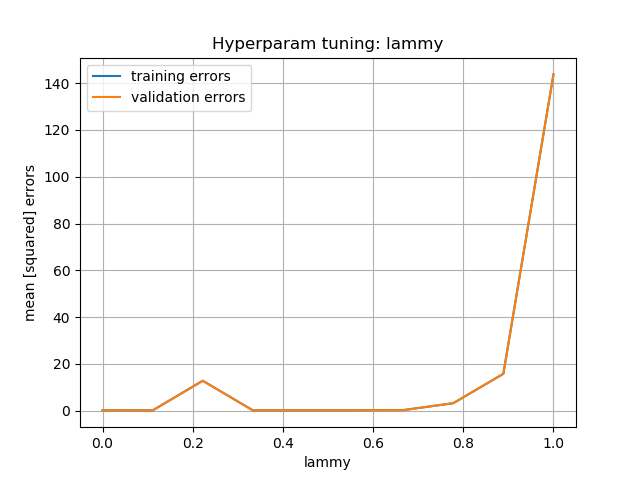 Hyperparam tuning: lammy
training errors
validation errors
mean [squared] errors
140
120
100
80
60
40
20
0
0.0 0.2 0.4 0.6 0.8 1.0
lammy